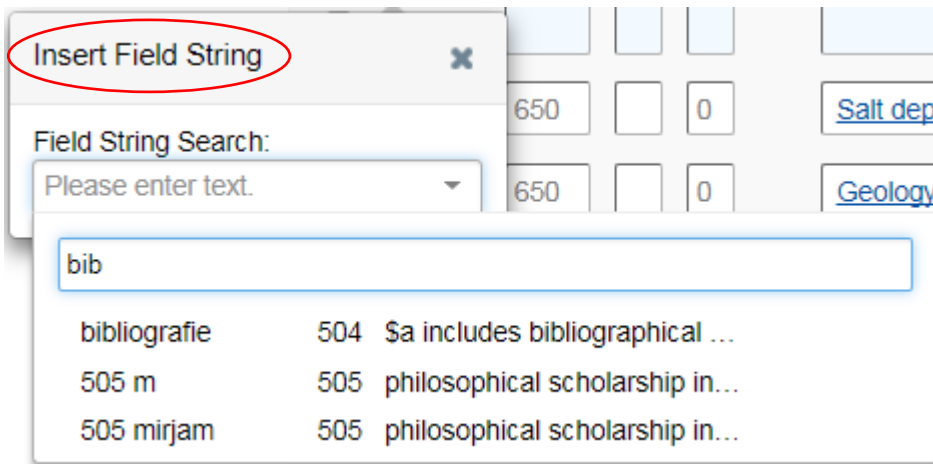 Insert Field String ✖
Field String Search:
Please enter text.
650 0 Salt dep
650 0 Geology
bib
bibliografie 504 $a includes bibliographical …
505 m 505 philosophical scholarship in…
505 mirjam 505 philosophical scholarship in…